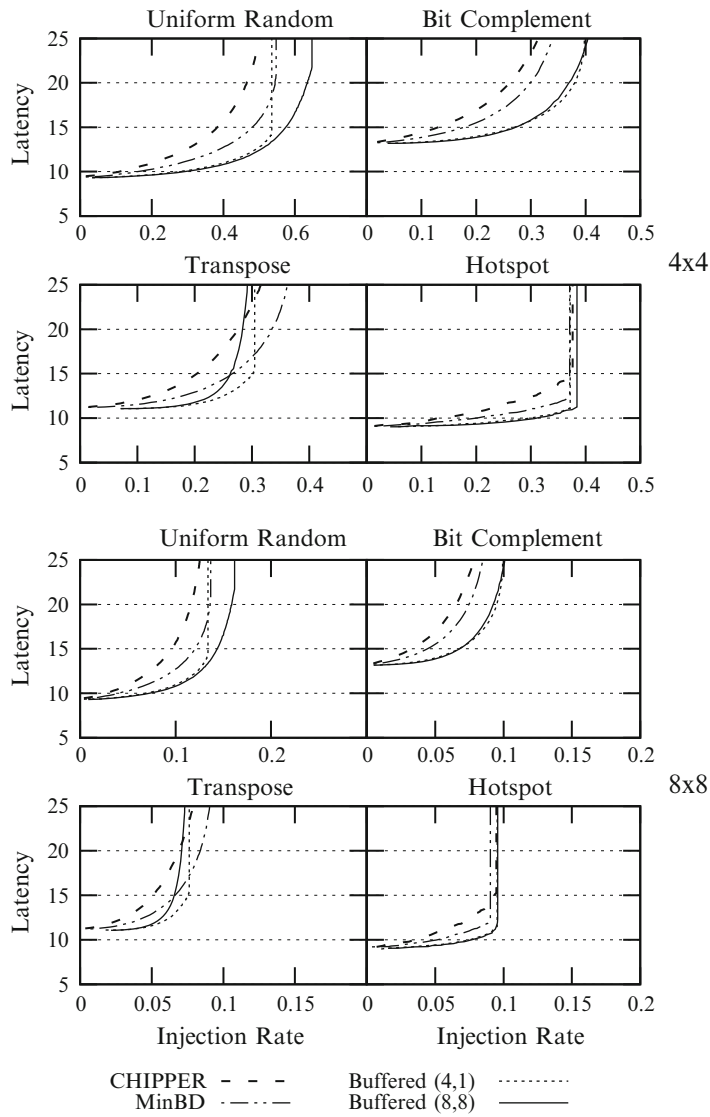 Uniform Random Bit Complement
25 20 15 10 5
Latency
0 0.2 0.4 0.6 0 0.1 0.2 0.3 0.4 0.5
4x4
Transpose Hotspot
25 20 15 10 5
Latency
0 0.1 0.2 0.3 0.4 0 0.1 0.2 0.3 0.4 0.5
Uniform Random Bit Complement
25 20 15 10 5
Latency
0 0.1 0.2 0 0.05 0.1 0.15 0.2
8x8
Transpose Hotspot
25 20 15 10 5
Latency
0 0.05 0.1 0.15 0 0.05 0.1 0.15 0.2
Injection Rate Injection Rate
CHIPPER Buffered (4,1)
MinBD Buffered (8,8)